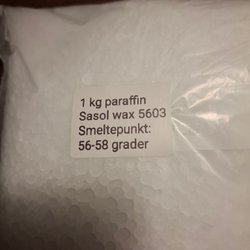 1 kg paraffin
Sasol wax 5603
Smeltepunkt:
56-58 grader